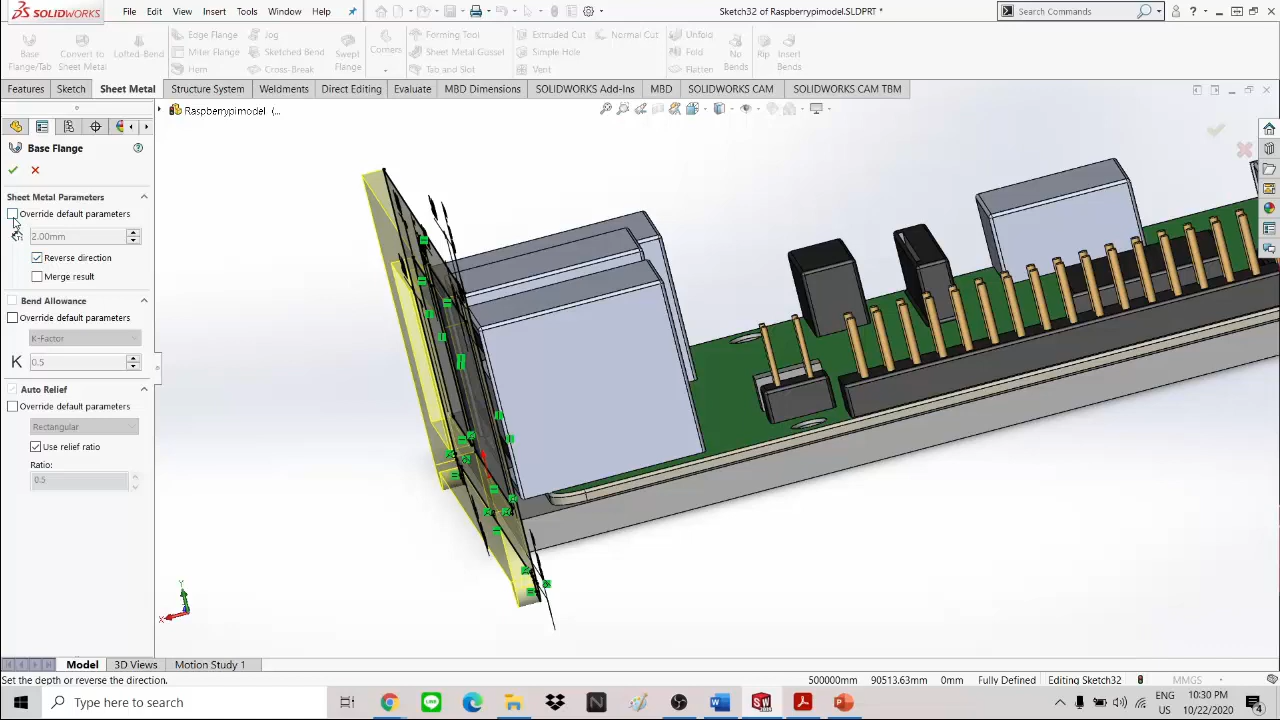 SOLIDWORKS File Edit View Insert Tools Window Help Sketch32 of Raspberrypimodel.SLDPRT * Search Commands
Base Flange/Tab Convert to Sheet Metal Lofted-Bend Edge Flange Miter Flange Hem Jog Sketched Bend Cross-Break Swept Flange Corners Forming Tool Sheet Metal Gusset Tab and Slot Extruded Cut Simple Hole Vent Normal Cut Unfold Fold Flatten No Bends Rip Insert Bends
Features Sketch Sheet Metal Structure System Weldments Direct Editing Evaluate MBD Dimensions SOLIDWORKS Add-Ins MBD SOLIDWORKS CAM SOLIDWORKS CAM TBM
Raspberrypimodel (...
Base Flange
Sheet Metal Parameters
Override default parameters
2.00mm
Reverse direction
Merge result
Bend Allowance
Override default parameters
K-Factor
K 0.5
Auto Relief
Override default parameters
Rectangular
Use relief ratio
Ratio:
0.5
Y
X
Model 3D Views Motion Study 1
Set the depth or reverse the direction. 500000mm 90513.63mm 0mm Fully Defined Editing Sketch32 MMGS
Type here to search
ENG
US
10:30 PM
10/22/2020
4